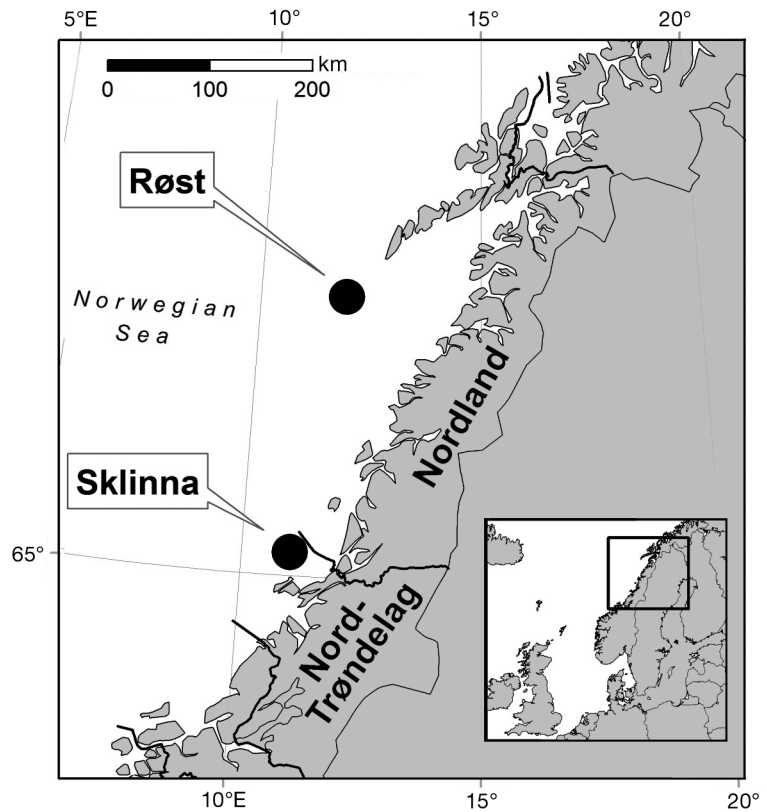 5°E 10° 15° 20°
km
0 100 200
Røst
Norwegian
Sea
Nordland
Sklinna
65°
Nord-
Trøndelag
10°E 15° 20°